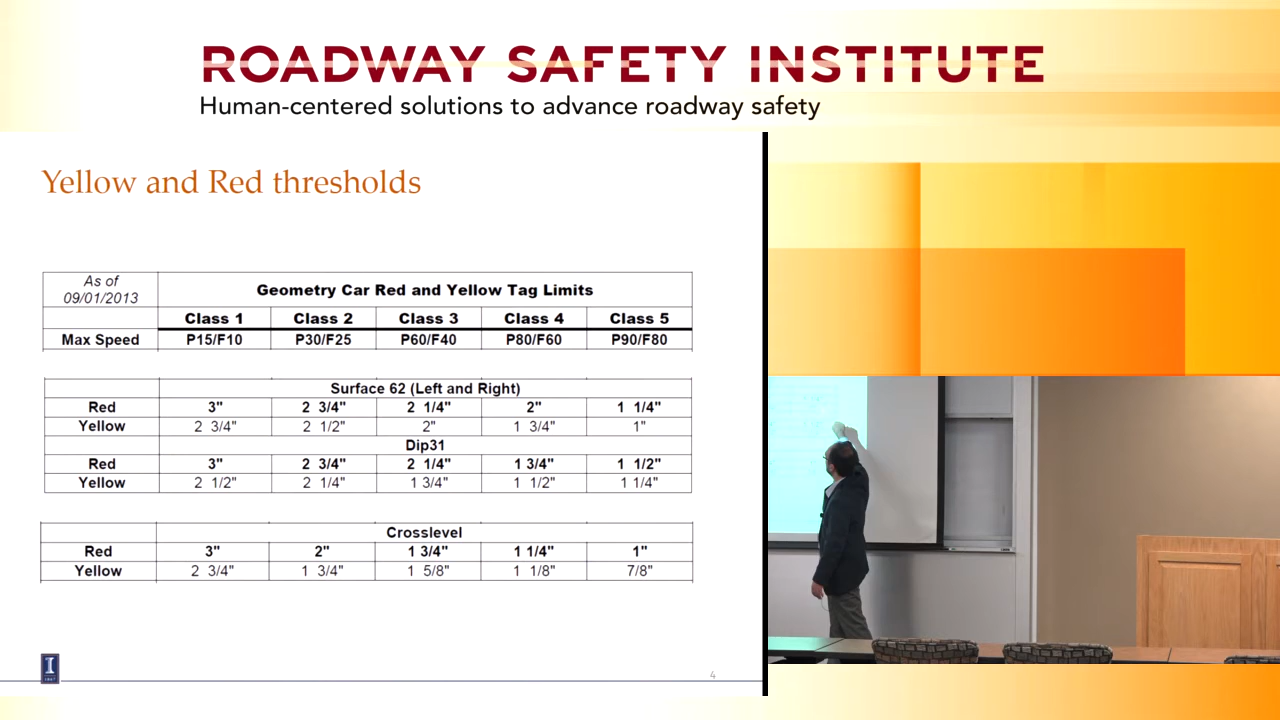 ROADWAY SAFETY INSTITUTE
Human-centered solutions to advance roadway safety
Yellow and Red thresholds
As of 09/01/2013 Geometry Car Red and Yellow Tag Limits
Class 1 Class 2 Class 3 Class 4 Class 5
Max Speed P15/F10 P30/F25 P60/F40 P80/F60 P90/F80
Surface 62 (Left and Right)
Red 3" 2 3/4" 2 1/4" 2" 1 1/4"
Yellow 2 3/4" 2 1/2" 2" 1 3/4" 1"
Dip31
Red 3" 2 3/4" 2 1/4" 1 3/4" 1 1/2"
Yellow 2 1/2" 2 1/4" 1 3/4" 1 1/2" 1 1/4"
Crosslevel
Red 3" 2" 1 3/4" 1 1/4" 1"
Yellow 2 3/4" 1 3/4" 1 5/8" 1 1/8" 7/8"
I
4